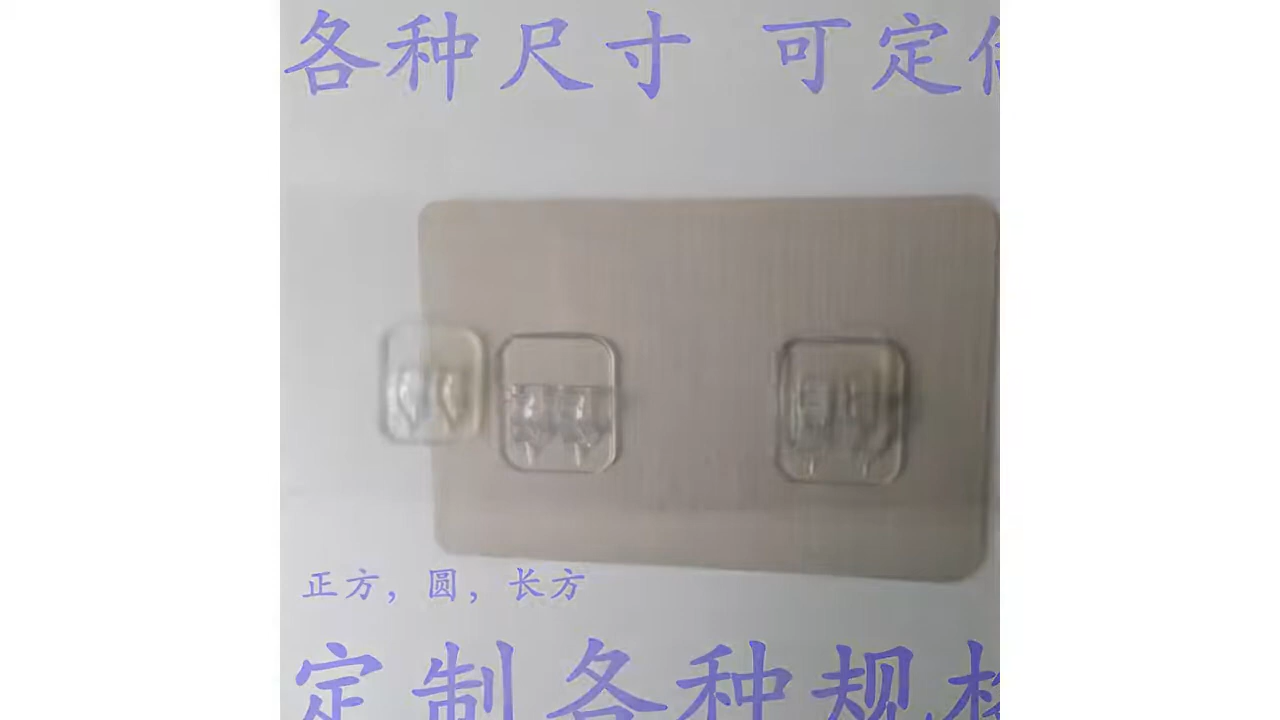 各种尺寸 可定
正方，圆，长方
定制各种规